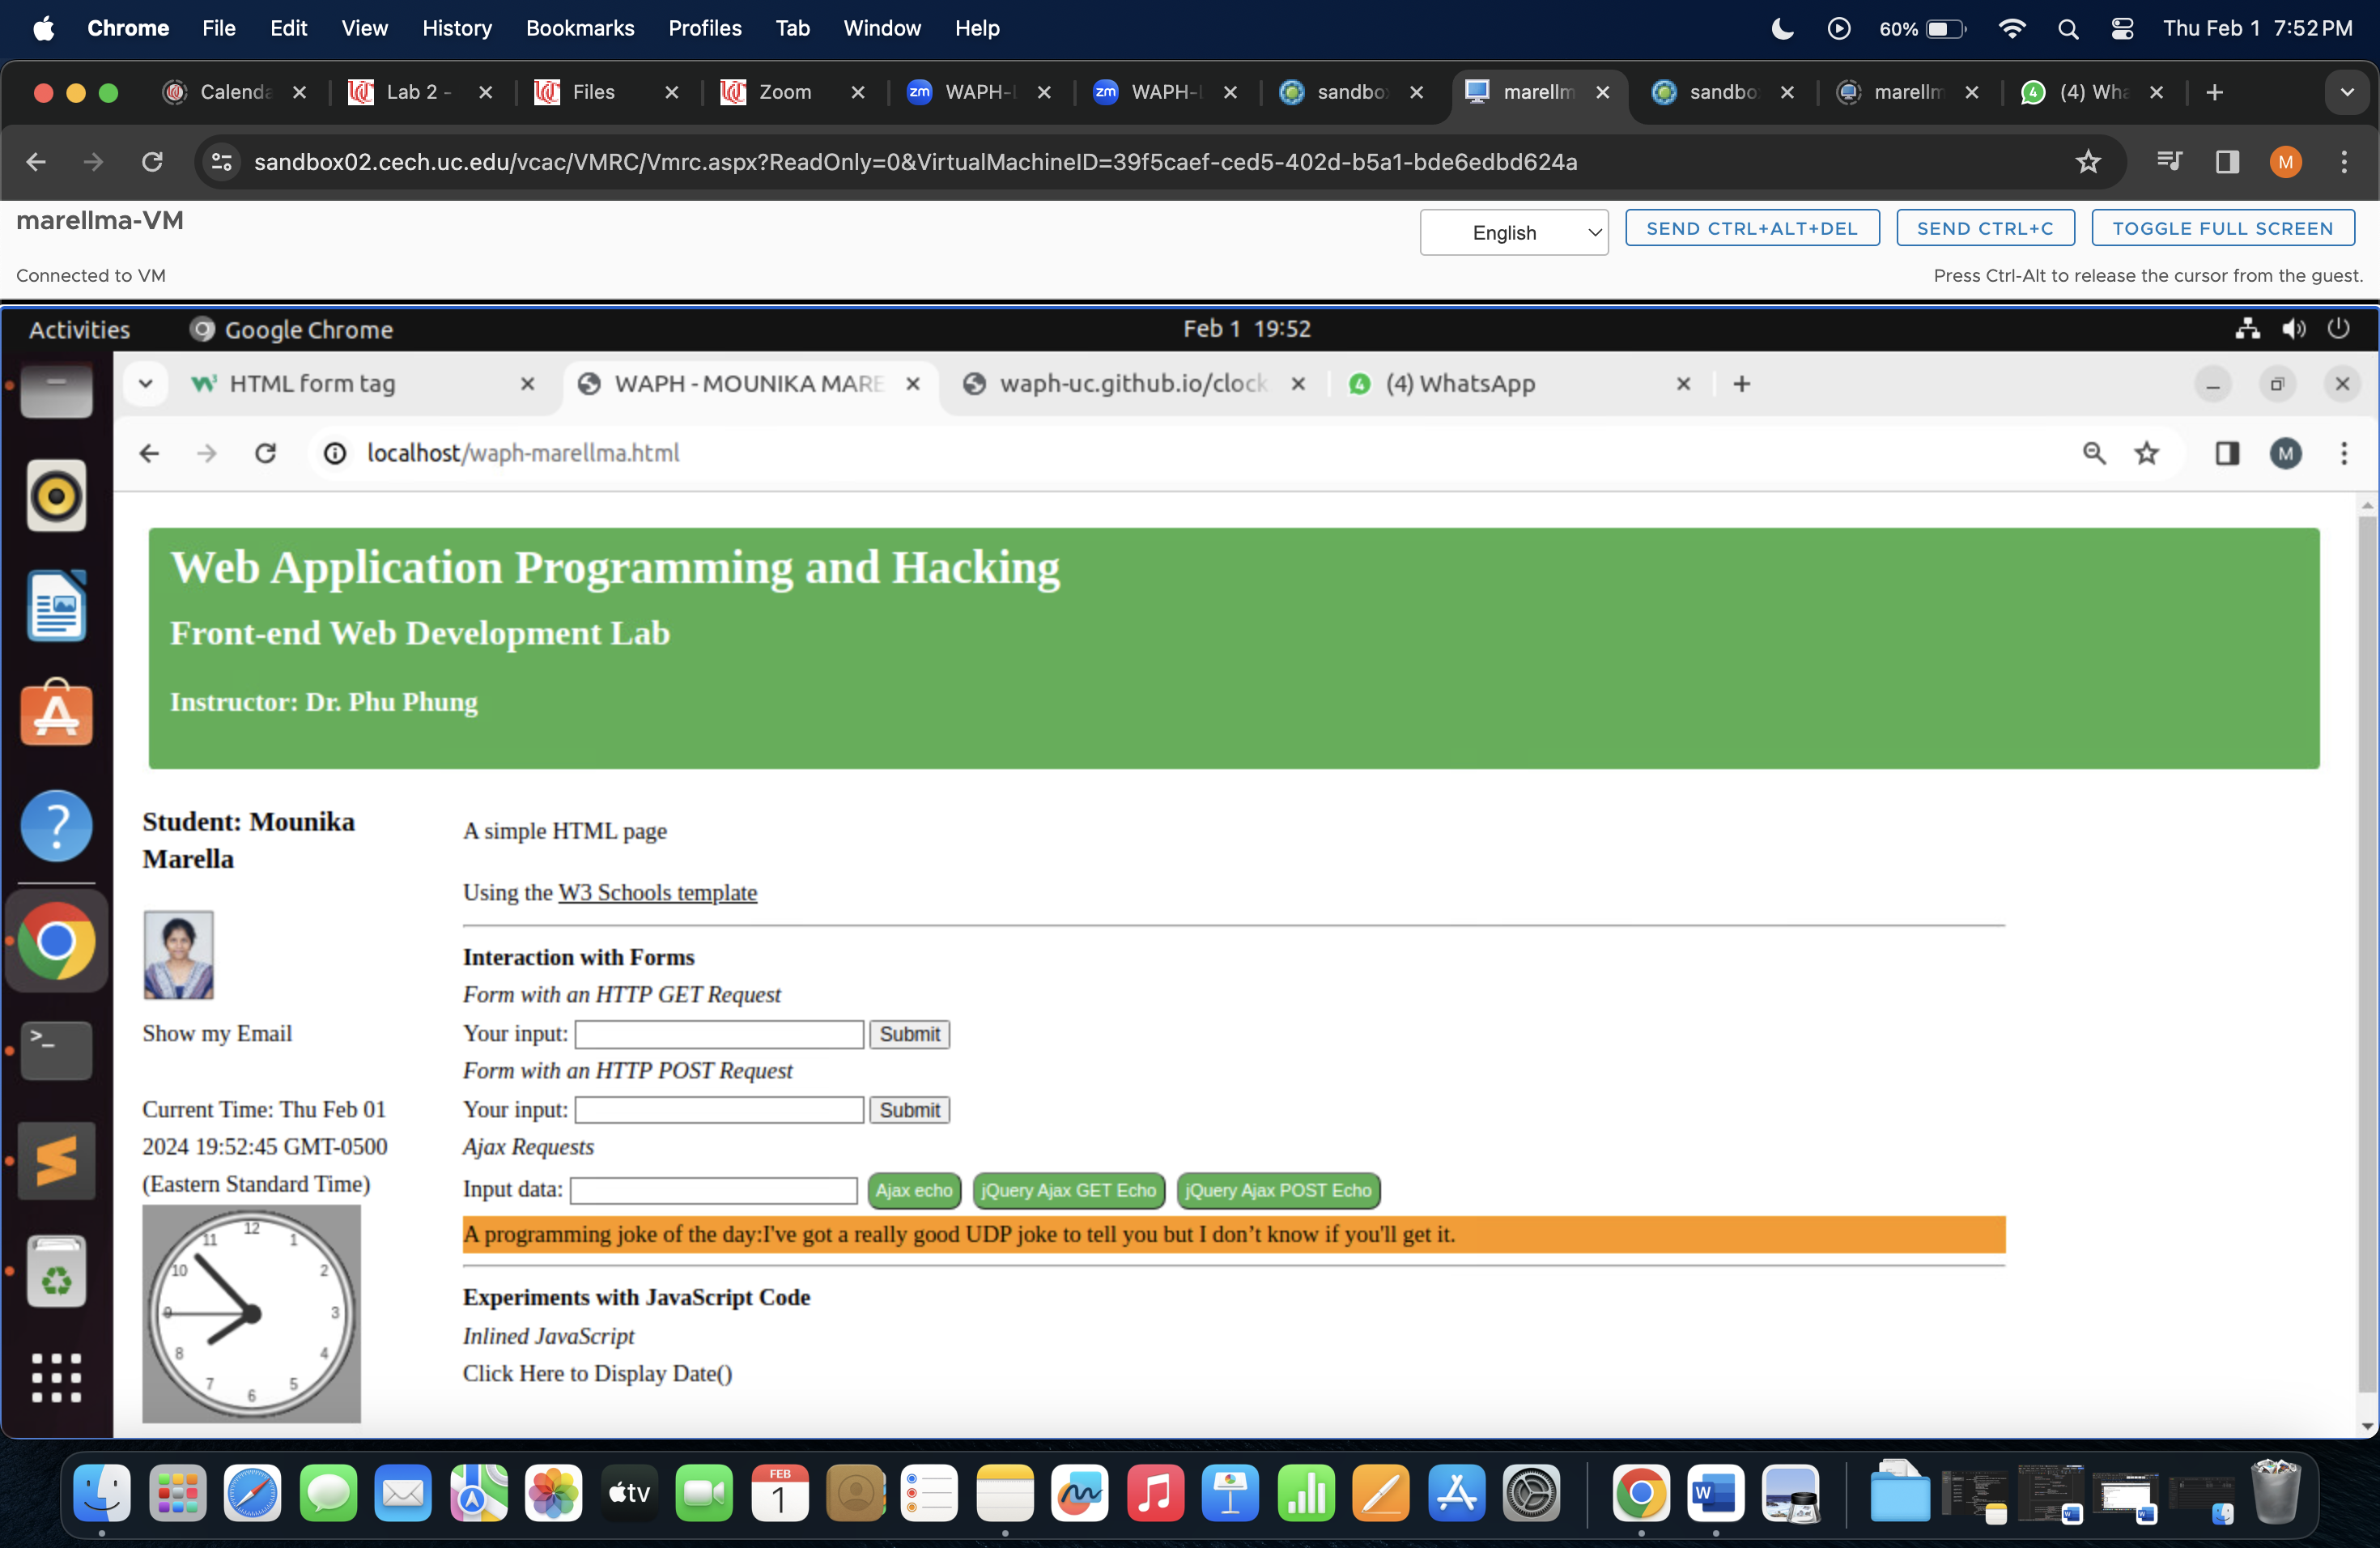 Chrome File Edit View History Bookmarks Profiles Tab Window Help 60% Thu Feb 1 7:52 PM
Calenda Lab 2 - Files Zoom WAPH-L WAPH-L sandbo marellm sandbo marellm (4) Wha
sandbox02.cech.uc.edu/vcac/VMRC/Vmrc.aspx?ReadOnly=0&VirtualMachineID=39f5caef-ced5-402d-b5a1-bde6edbd624a M
marellma-VM
English SEND CTRL+ALT+DEL SEND CTRL+C TOGGLE FULL SCREEN
Connected to VM Press Ctrl-Alt to release the cursor from the guest.
Activities Google Chrome Feb 1 19:52
HTML form tag WAPH - MOUNIKA MARE waph-uc.github.io/clock (4) WhatsApp
localhost/waph-marellma.html M
Web Application Programming and Hacking
Front-end Web Development Lab
Instructor: Dr. Phu Phung
Student: Mounika
Marella
Show my Email
Current Time: Thu Feb 01
2024 19:52:45 GMT-0500
(Eastern Standard Time)
12
11 1
10 2
9 3
8 4
7 5
6
A simple HTML page
Using the W3 Schools template
Interaction with Forms
Form with an HTTP GET Request
Your input: Submit
Form with an HTTP POST Request
Your input: Submit
Ajax Requests
Input data: Ajax echo jQuery Ajax GET Echo jQuery Ajax POST Echo
A programming joke of the day:I've got a really good UDP joke to tell you but I don’t know if you'll get it.
Experiments with JavaScript Code
Inlined JavaScript
Click Here to Display Date()
tv FEB
1